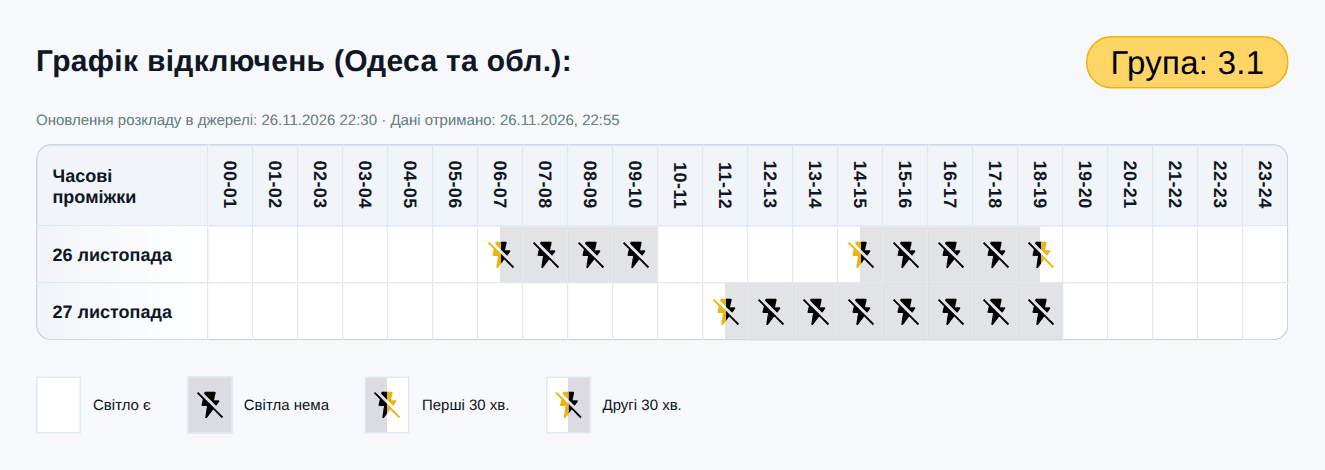 Графік відключень (Одеса та обл.):
Група: 3.1
Оновлення розкладу в джерелі: 26.11.2026 22:30 · Дані отримано: 26.11.2026, 22:55
Часові
проміжки
00-01
01-02
02-03
03-04
04-05
05-06
06-07
07-08
08-09
09-10
10-11
11-12
12-13
13-14
14-15
15-16
16-17
17-18
18-19
19-20
20-21
21-22
22-23
23-24
26 листопада
27 листопада
Світло є
Світла нема
Перші 30 хв.
Другі 30 хв.